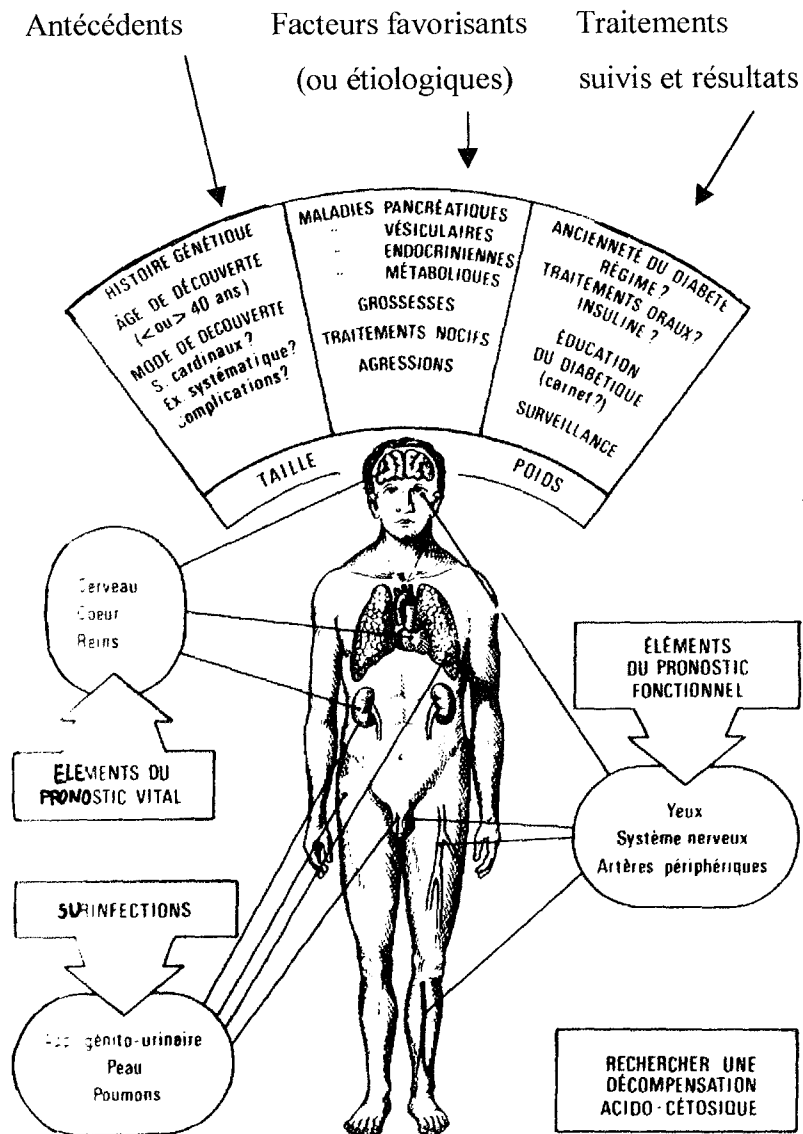 Antécédents
Facteurs favorisants
(ou étiologiques)
Traitements
suivis et résultats
HISTOIRE GÉNÉTIQUE
ÂGE DE DÉCOUVERTE
(< ou > 40 ans)
MODE DE DECOUVERTE
S. cardinaux?
Ex. systématique?
complications?
MALADIES PANCRÉATIQUES
" VÉSICULAIRES
" ENDOCRINIENNES
" MÉTABOLIQUES
GROSSESSES
TRAITEMENTS NOCIFS
AGRESSIONS
ANCIENNETÉ DU DIABÈTE
RÉGIME?
TRAITEMENTS ORAUX?
INSULINE?
ÉDUCATION
DU DIABÉTIQUE
(carnet?)
SURVEILLANCE
TAILLE
POIDS
Cerveau
Coeur
Reins
ELEMENTS DU
PRONOSTIC VITAL
ÉLÉMENTS
DU PRONOSTIC
FONCTIONNEL
Yeux
Système nerveux
Artères périphériques
SURINFECTIONS
génito-urinaire
Peau
Poumons
RECHERCHER UNE
DÉCOMPENSATION
ACIDO-CÉTOSIQUE